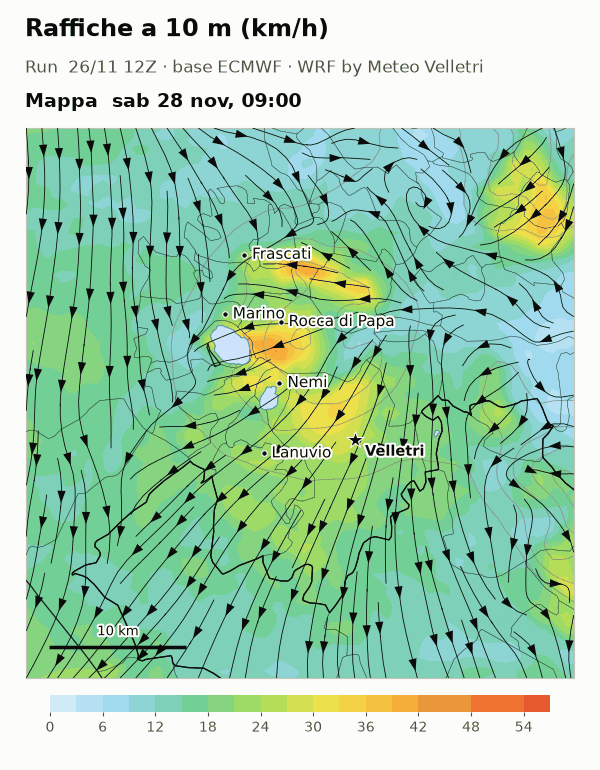 Raffiche a 10 m (km/h)
Run 26/11 12Z · base ECMWF · WRF by Meteo Velletri
Mappa sab 28 nov, 09:00
Frascati
Marino
Rocca di Papa
Nemi
Velletri
Lanuvio
10 km
0 6 12 18 24 30 36 42 48 54